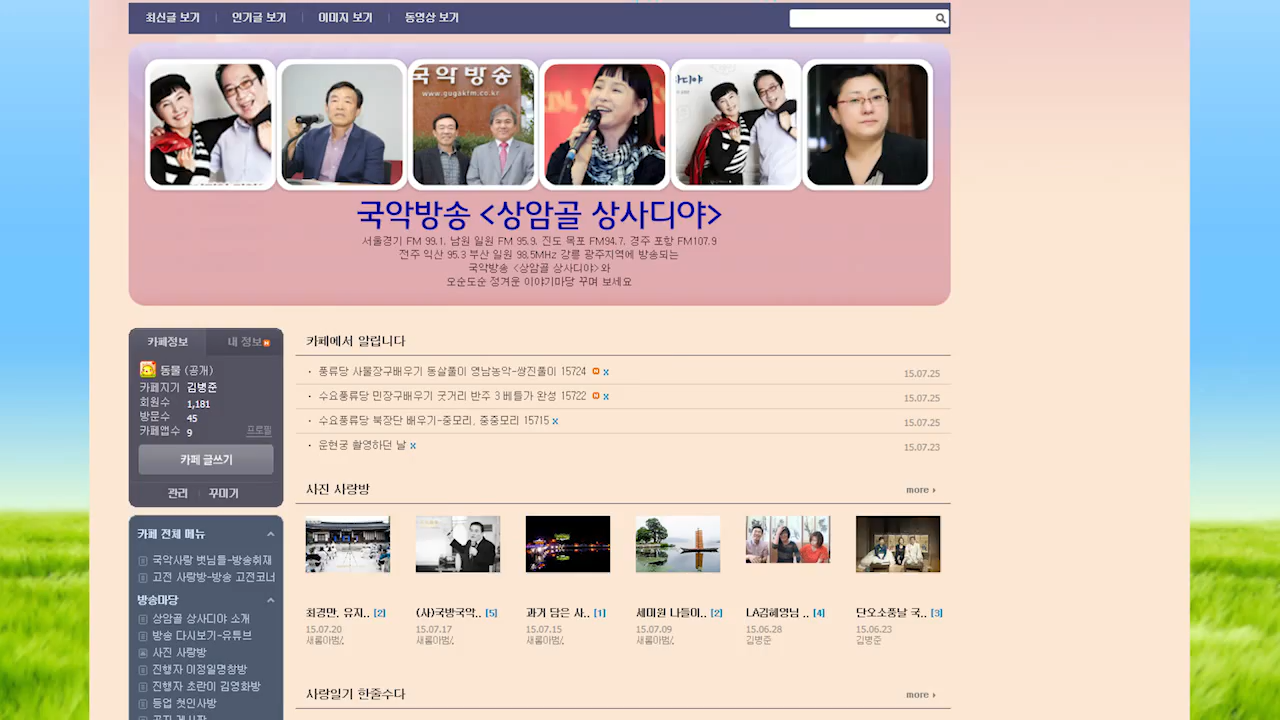 최신글 보기
인기글 보기
이미지 보기
동영상 보기
국악방송
www.gugakfm.co.kr
국악방송 <상암골 상사디야>
서울경기 FM 99.1, 남원 일원 FM 95.9, 진도 목포 FM94.7, 경주 포항 FM107.9
전주 익산 95.3 부산 일원 98.5MHz 강릉 광주지역에 방송되는
국악방송 <상암골 상사디야>와
오순도순 정겨운 이야기마당 꾸며 보세요
카페정보
내 정보
동물 (공개)
카페지기 김병준
회원수 1,181
방문수 45
카페앱수 9
프로필
카페 글쓰기
관리
꾸미기
카페에서 알립니다
풍류당 사물장구배우기 동살풀이 영남농악-쌍진풀이 15724
15.07.25
수요풍류당 민장구배우기 굿거리 반주 3 베틀가 완성 15722
15.07.25
수요풍류당 북장단 배우기-중모리, 중중모리 15715
15.07.25
운현궁 촬영하던 날
15.07.23
사진 사랑방
more
최경만, 유지.. [2]
15.07.20
(사)국방국악.. [5]
15.07.17
과거 담은 사.. [1]
15.07.15
세미원 나들이.. [2]
15.07.09
LA김혜영님 .. [4]
15.06.28
김병준
단오소풍날 국.. [3]
15.06.23
김병준
카페 전체 메뉴
국악사랑 벗님들-방송취재
고전 사랑방-방송 고전코너
방송마당
상암골 상사디야 소개
방송 다시보기-유튜브
사진 사랑방
진행자 이정일명창방
진행자 초란이 김영화방
등업 첫인사방
사랑일기 한줄수다
more